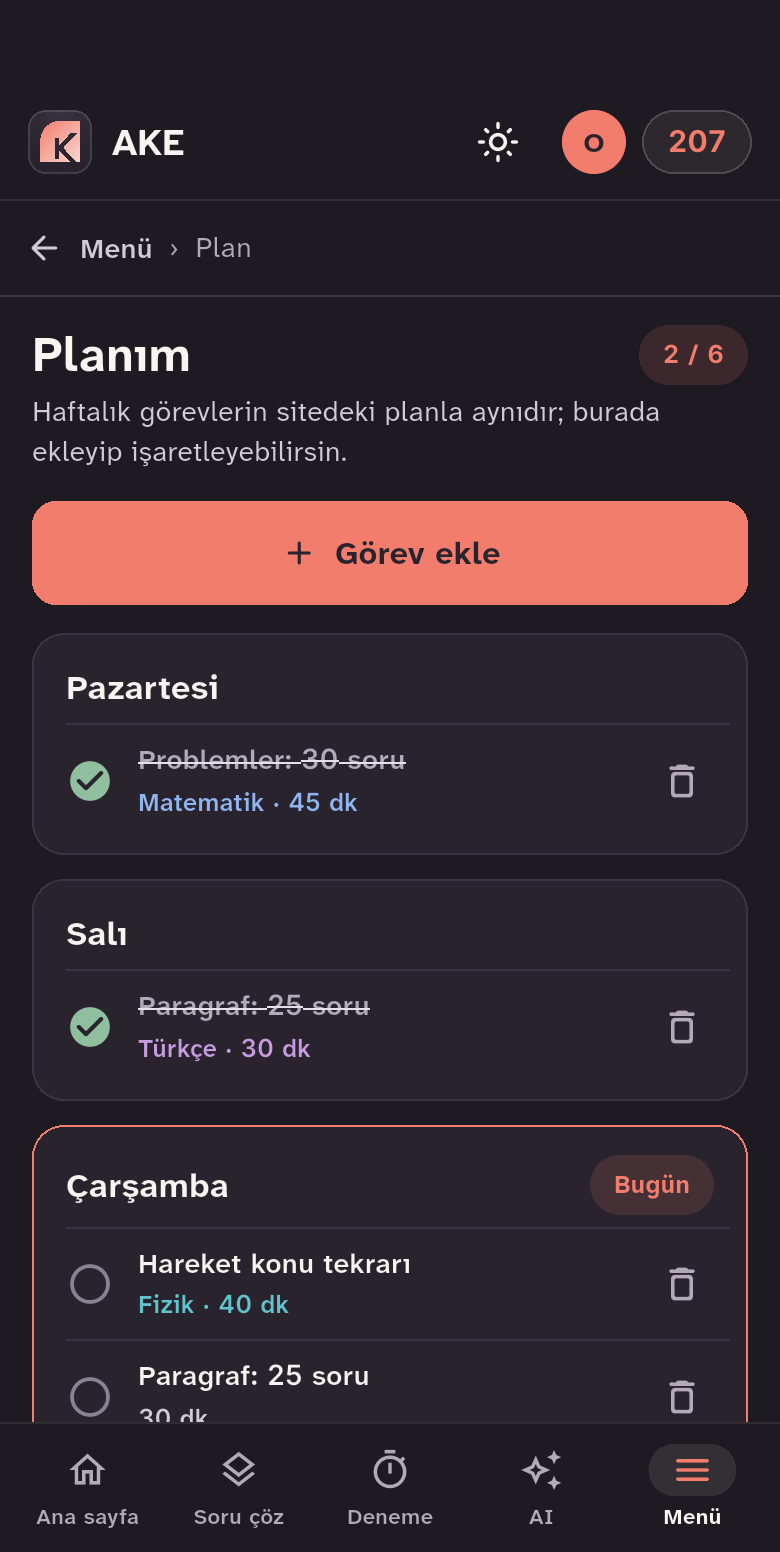 K AKE O 207
Menü › Plan
Planım 2 / 6
Haftalık görevlerin sitedeki planla aynıdır; burada
ekleyip işaretleyebilirsin.
+ Görev ekle
Pazartesi
Problemler: 30 soru
Matematik · 45 dk
Salı
Paragraf: 25 soru
Türkçe · 30 dk
Çarşamba Bugün
Hareket konu tekrarı
Fizik · 40 dk
Paragraf: 25 soru
30 dk
Ana sayfa Soru çöz Deneme AI Menü